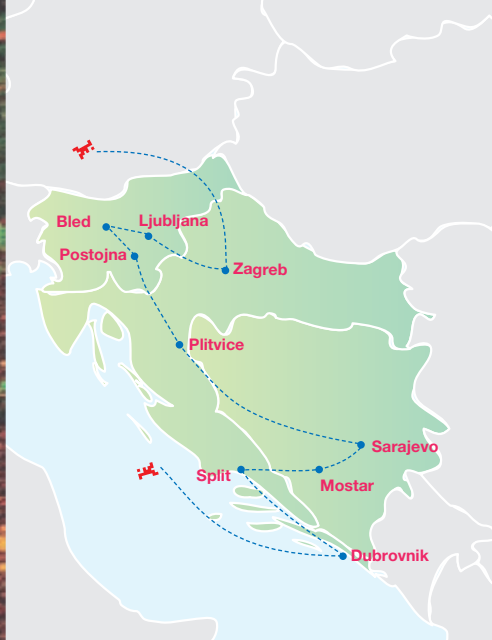 Bled
Ljubljana
Postojna
Zagreb
Plitvice
Sarajevo
Split
Mostar
Dubrovnik